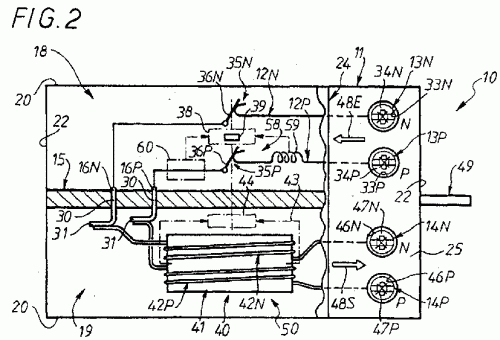 FIG.2
35N
24
11
34N
13N
20
18
36N
12N
33N
10
38
39
12P
48E
N
58
13P
22
60
36P
59
15
16N
16P
35P
34P
33P
P
22
49
30
30
44
43
47N
46N
14N
31
31
N
25
48S
46P
42P
42N
P
14P
20
19
41
40
50
47P